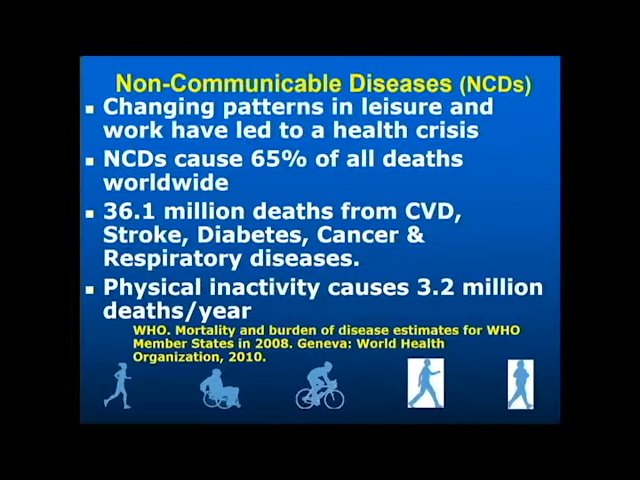 Non-Communicable Diseases (NCDs)
Changing patterns in leisure and
work have led to a health crisis
NCDs cause 65% of all deaths
worldwide
36.1 million deaths from CVD,
Stroke, Diabetes, Cancer &
Respiratory diseases.
Physical inactivity causes 3.2 million
deaths/year
WHO. Mortality and burden of disease estimates for WHO
Member States in 2008. Geneva: World Health
Organization, 2010.